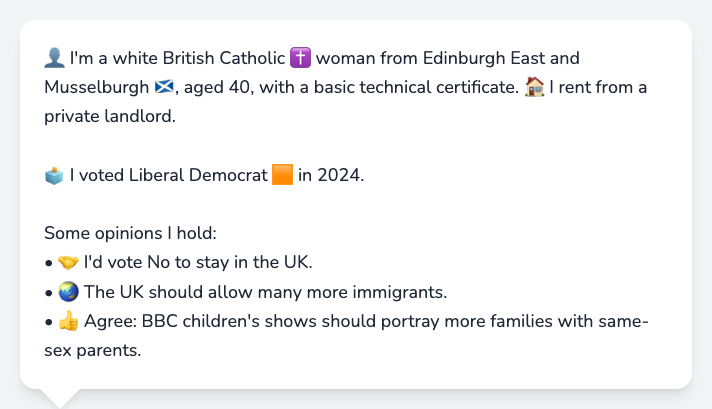 👤 I'm a white British Catholic ✝️ woman from Edinburgh East and
Musselburgh 🏴󠁧󠁢󠁳󠁣󠁴󠁿, aged 40, with a basic technical certificate. 🏠 I rent from a
private landlord.
🗳️ I voted Liberal Democrat 🟧 in 2024.
Some opinions I hold:
• 🤝 I'd vote No to stay in the UK.
• 🌏 The UK should allow many more immigrants.
• 👍 Agree: BBC children's shows should portray more families with same-
sex parents.